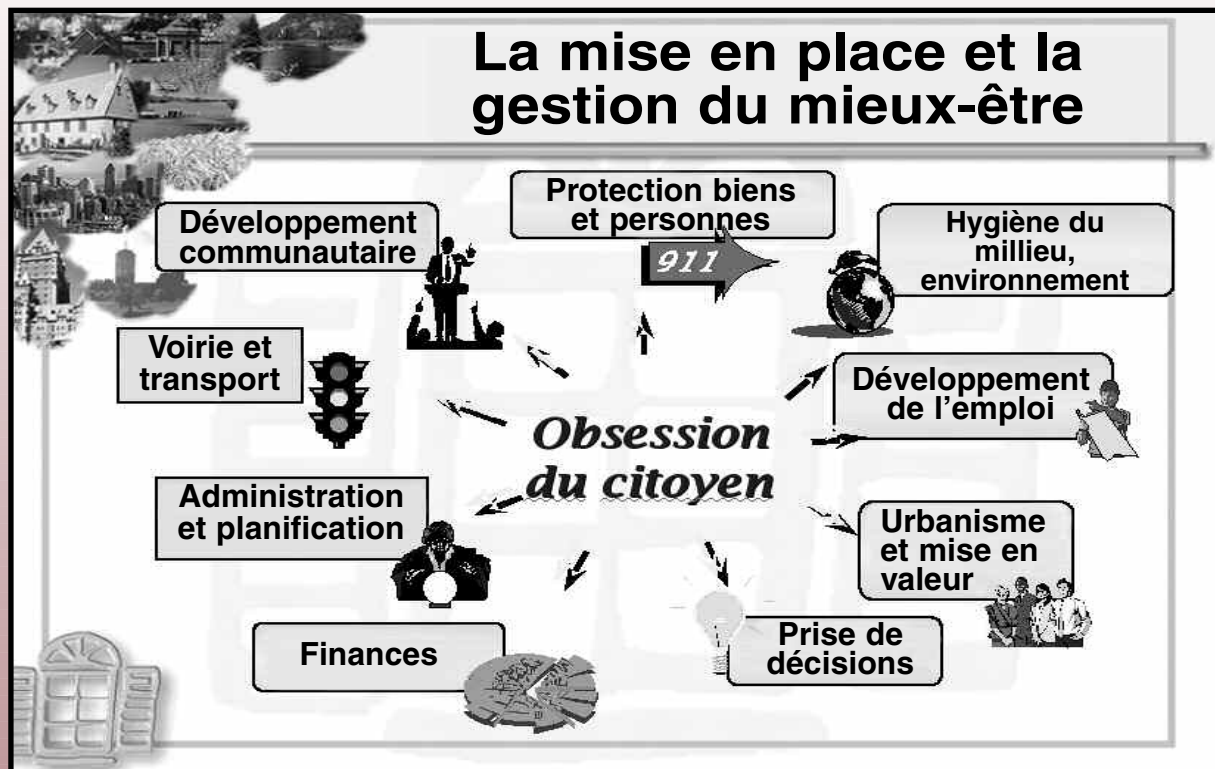 La mise en place et la
gestion du mieux-être
Protection biens
et personnes
911
Développement
communautaire
Hygiène du
millieu,
environnement
Voirie et
transport
Développement
de l'emploi
Obsession
du citoyen
Administration
et planification
Urbanisme
et mise en
valeur
Finances
Prise de
décisions